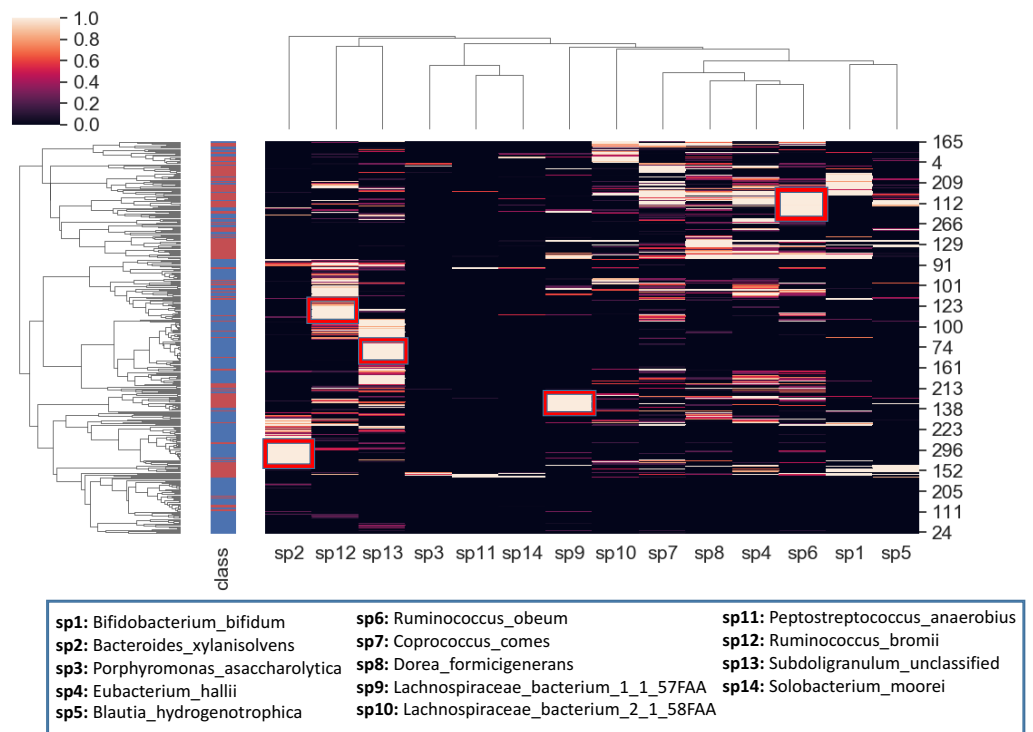 1.0
0.8
0.6
0.4
0.2
0.0
165
4
209
112
266
129
91
101
123
100
74
161
213
138
223
296
152
205
111
24
class
sp2 sp12 sp13 sp3 sp11 sp14 sp9 sp10 sp7 sp8 sp4 sp6 sp1 sp5
sp1: Bifidobacterium_bifidum
sp2: Bacteroides_xylanisolvens
sp3: Porphyromonas_asaccharolytica
sp4: Eubacterium_hallii
sp5: Blautia_hydrogenotrophica
sp6: Ruminococcus_obeum
sp7: Coprococcus_comes
sp8: Dorea_formicigenerans
sp9: Lachnospiraceae_bacterium_1_1_57FAA
sp10: Lachnospiraceae_bacterium_2_1_58FAA
sp11: Peptostreptococcus_anaerobius
sp12: Ruminococcus_bromii
sp13: Subdoligranulum_unclassified
sp14: Solobacterium_moorei